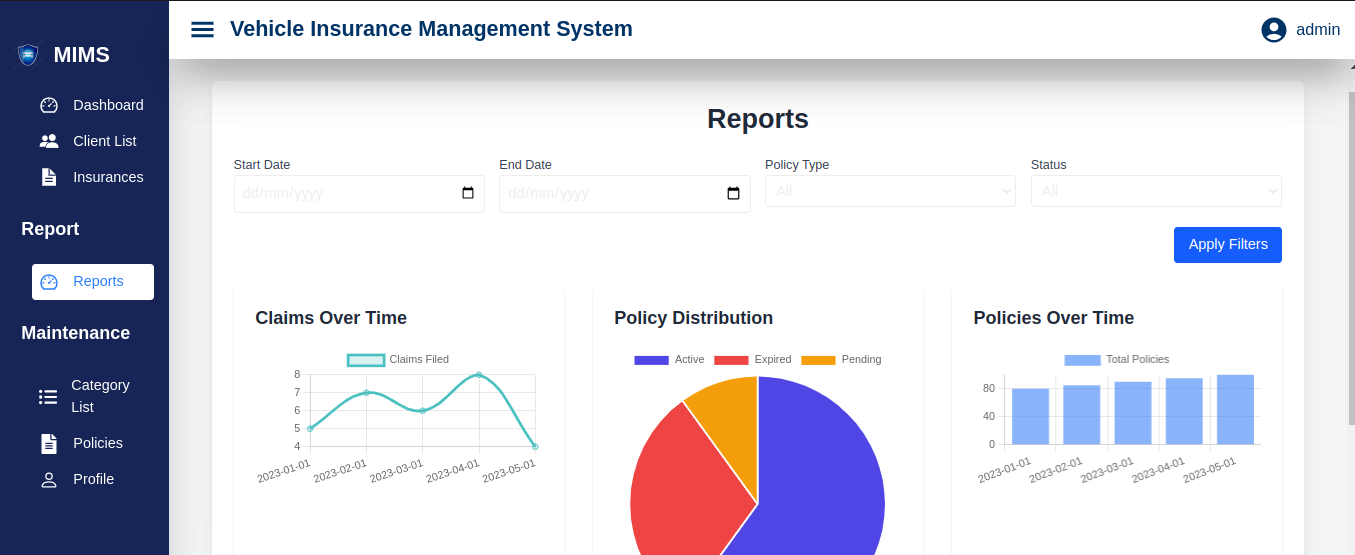 Vehicle Insurance Management System
admin
MIMS
Dashboard
Client List
Insurances
Report
Reports
Maintenance
Category
List
Policies
Profile
Reports
Start Date
End Date
Policy Type
Status
dd/mm/yyyy
dd/mm/yyyy
All
All
Apply Filters
Claims Over Time
Claims Filed
8
7
6
5
4
2023-01-01
2023-02-01
2023-03-01
2023-04-01
2023-05-01
Policy Distribution
Active
Expired
Pending
Policies Over Time
Total Policies
80
40
0
2023-01-01
2023-02-01
2023-03-01
2023-04-01
2023-05-01